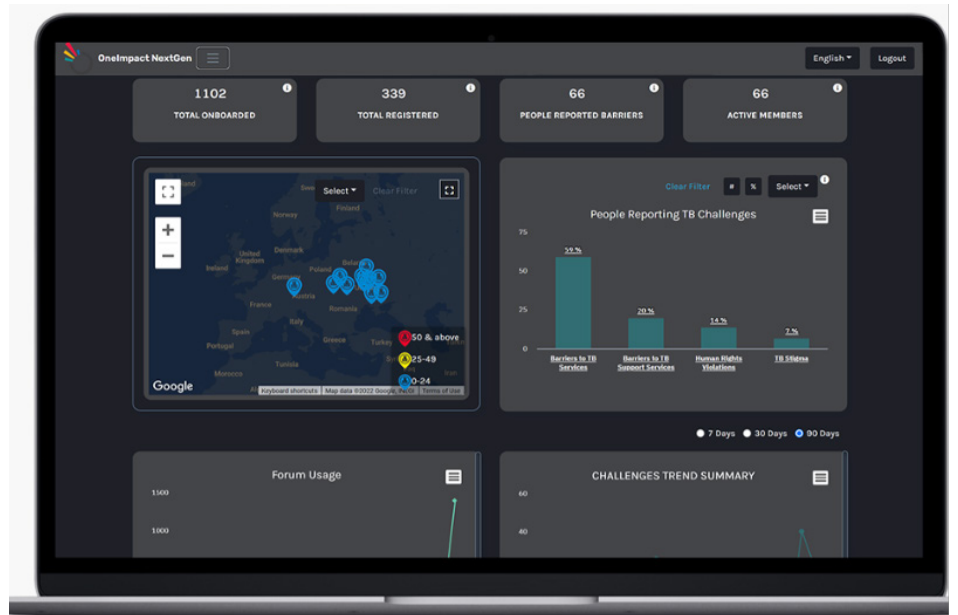 OneImpact NextGen
English
Logout
1102
TOTAL ONBOARDED
339
TOTAL REGISTERED
66
PEOPLE REPORTED BARRIERS
66
ACTIVE MEMBERS
Select
Clear Filter
Norway
Finland
United Kingdom
Denmark
Ireland
Poland
France
Austria
Romania
Italy
Spain
Portugal
Greece
Turkey
Tunisia
Morocco
Iran
50 & above
25-49
0-24
Google
Keyboard shortcuts
Map data ©2022 Google
Terms of Use
Clear Filter
#
%
Select
People Reporting TB Challenges
75
50
25
0
59 %
20 %
14 %
7 %
Barriers to TB
Services
Barriers to TB
Support Services
Human Rights
Violations
TB Stigma
7 Days
30 Days
90 Days
Forum Usage
1500
1000
CHALLENGES TREND SUMMARY
60
40